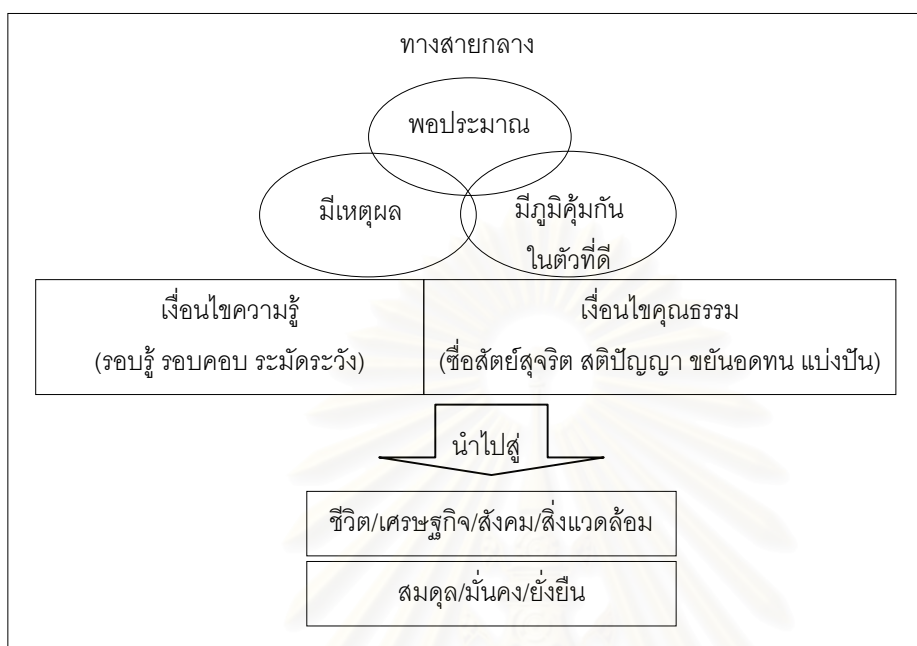 ทางสายกลาง
พอประมาณ
มีเหตุผล
มีภูมิคุ้มกัน
ในตัวที่ดี
เงื่อนไขความรู้
(รอบรู้ รอบคอบ ระมัดระวัง)
เงื่อนไขคุณธรรม
(ซื่อสัตย์สุจริต สติปัญญา ขยันอดทน แบ่งปัน)
นำไปสู่
ชีวิต/เศรษฐกิจ/สังคม/สิ่งแวดล้อม
สมดุล/มั่นคง/ยั่งยืน